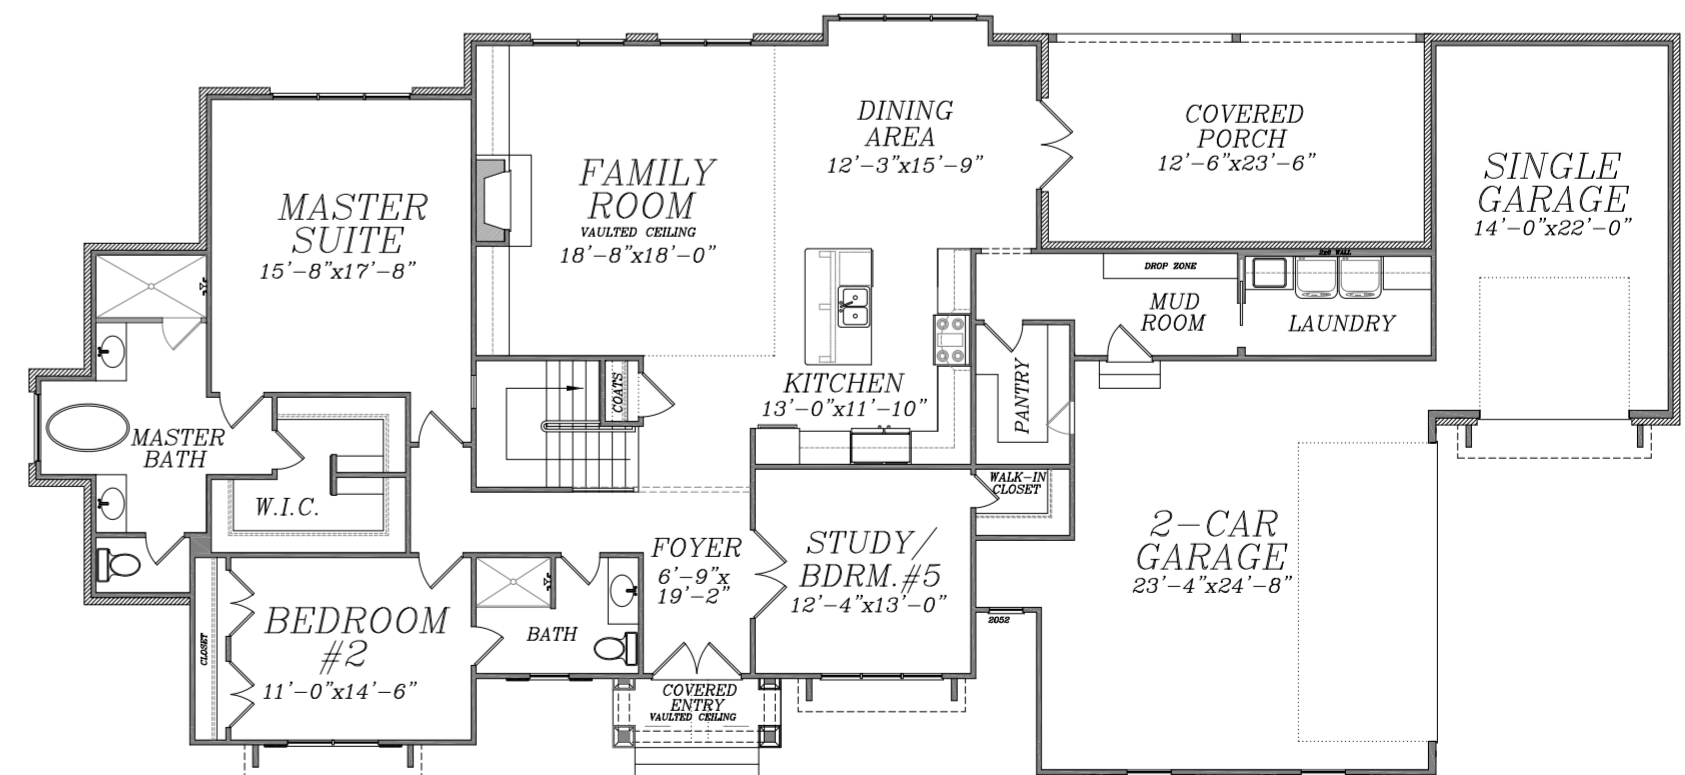 MASTER
SUITE
15'-8"x17'-8"
FAMILY
ROOM
VAULTED CEILING
18'-8"x18'-0"
DINING
AREA
12'-3"x15'-9"
COVERED
PORCH
12'-6"x23'-6"
SINGLE
GARAGE
14'-0"x22'-0"
2x6 WALL
DROP ZONE
MUD
ROOM
LAUNDRY
KITCHEN
13'-0"x11'-10"
PANTRY
COATS
MASTER
BATH
W.I.C.
WALK-IN
CLOSET
FOYER
6'-9"x
19'-2"
STUDY/
BDRM.#5
12'-4"x13'-0"
2-CAR
GARAGE
23'-4"x24'-8"
2052
CLOSET
BEDROOM
#2
11'-0"x14'-6"
BATH
COVERED
ENTRY
VAULTED CEILING